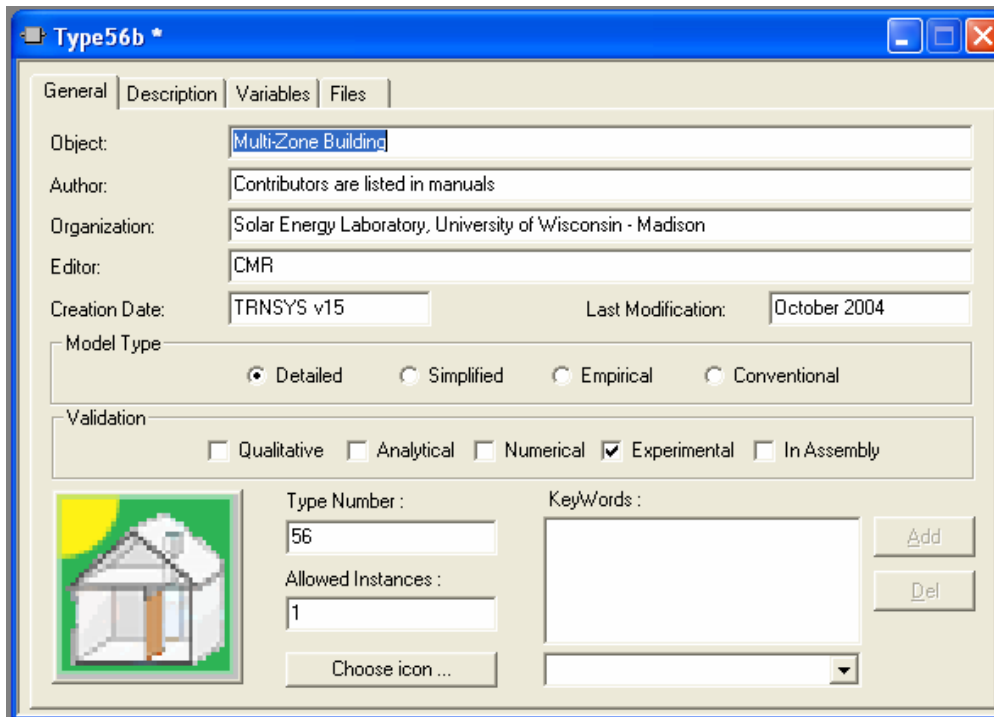 Type56b *
General Description Variables Files
Object: Multi-Zone Building
Author: Contributors are listed in manuals
Organization: Solar Energy Laboratory, University of Wisconsin - Madison
Editor: CMR
Creation Date: TRNSYS v15 Last Modification: October 2004
Model Type
Detailed Simplified Empirical Conventional
Validation
Qualitative Analytical Numerical Experimental In Assembly
Type Number : KeyWords :
56
Add
Allowed Instances :
Del
1
Choose icon ...